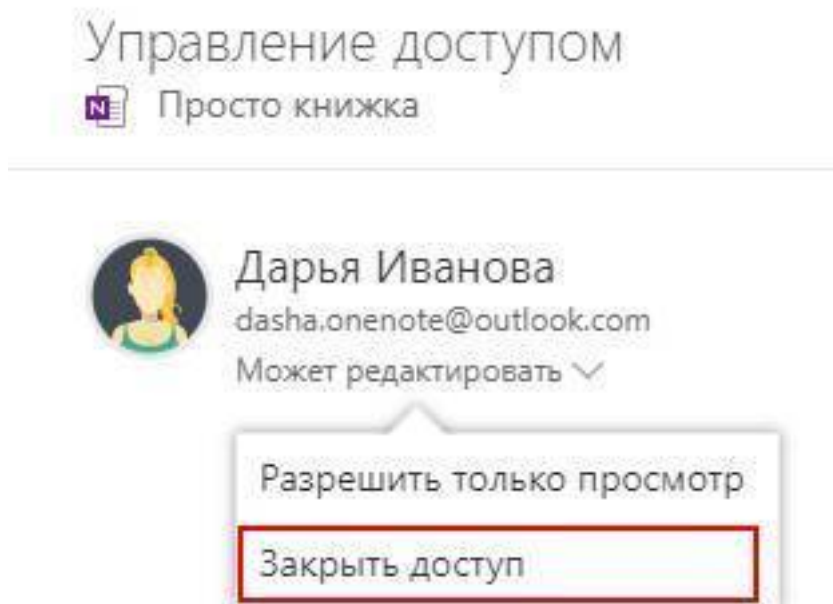 Управление доступом
N
Просто книжка
Дарья Иванова
dasha.onenote@outlook.com
Может редактировать
Разрешить только просмотр
Закрыть доступ